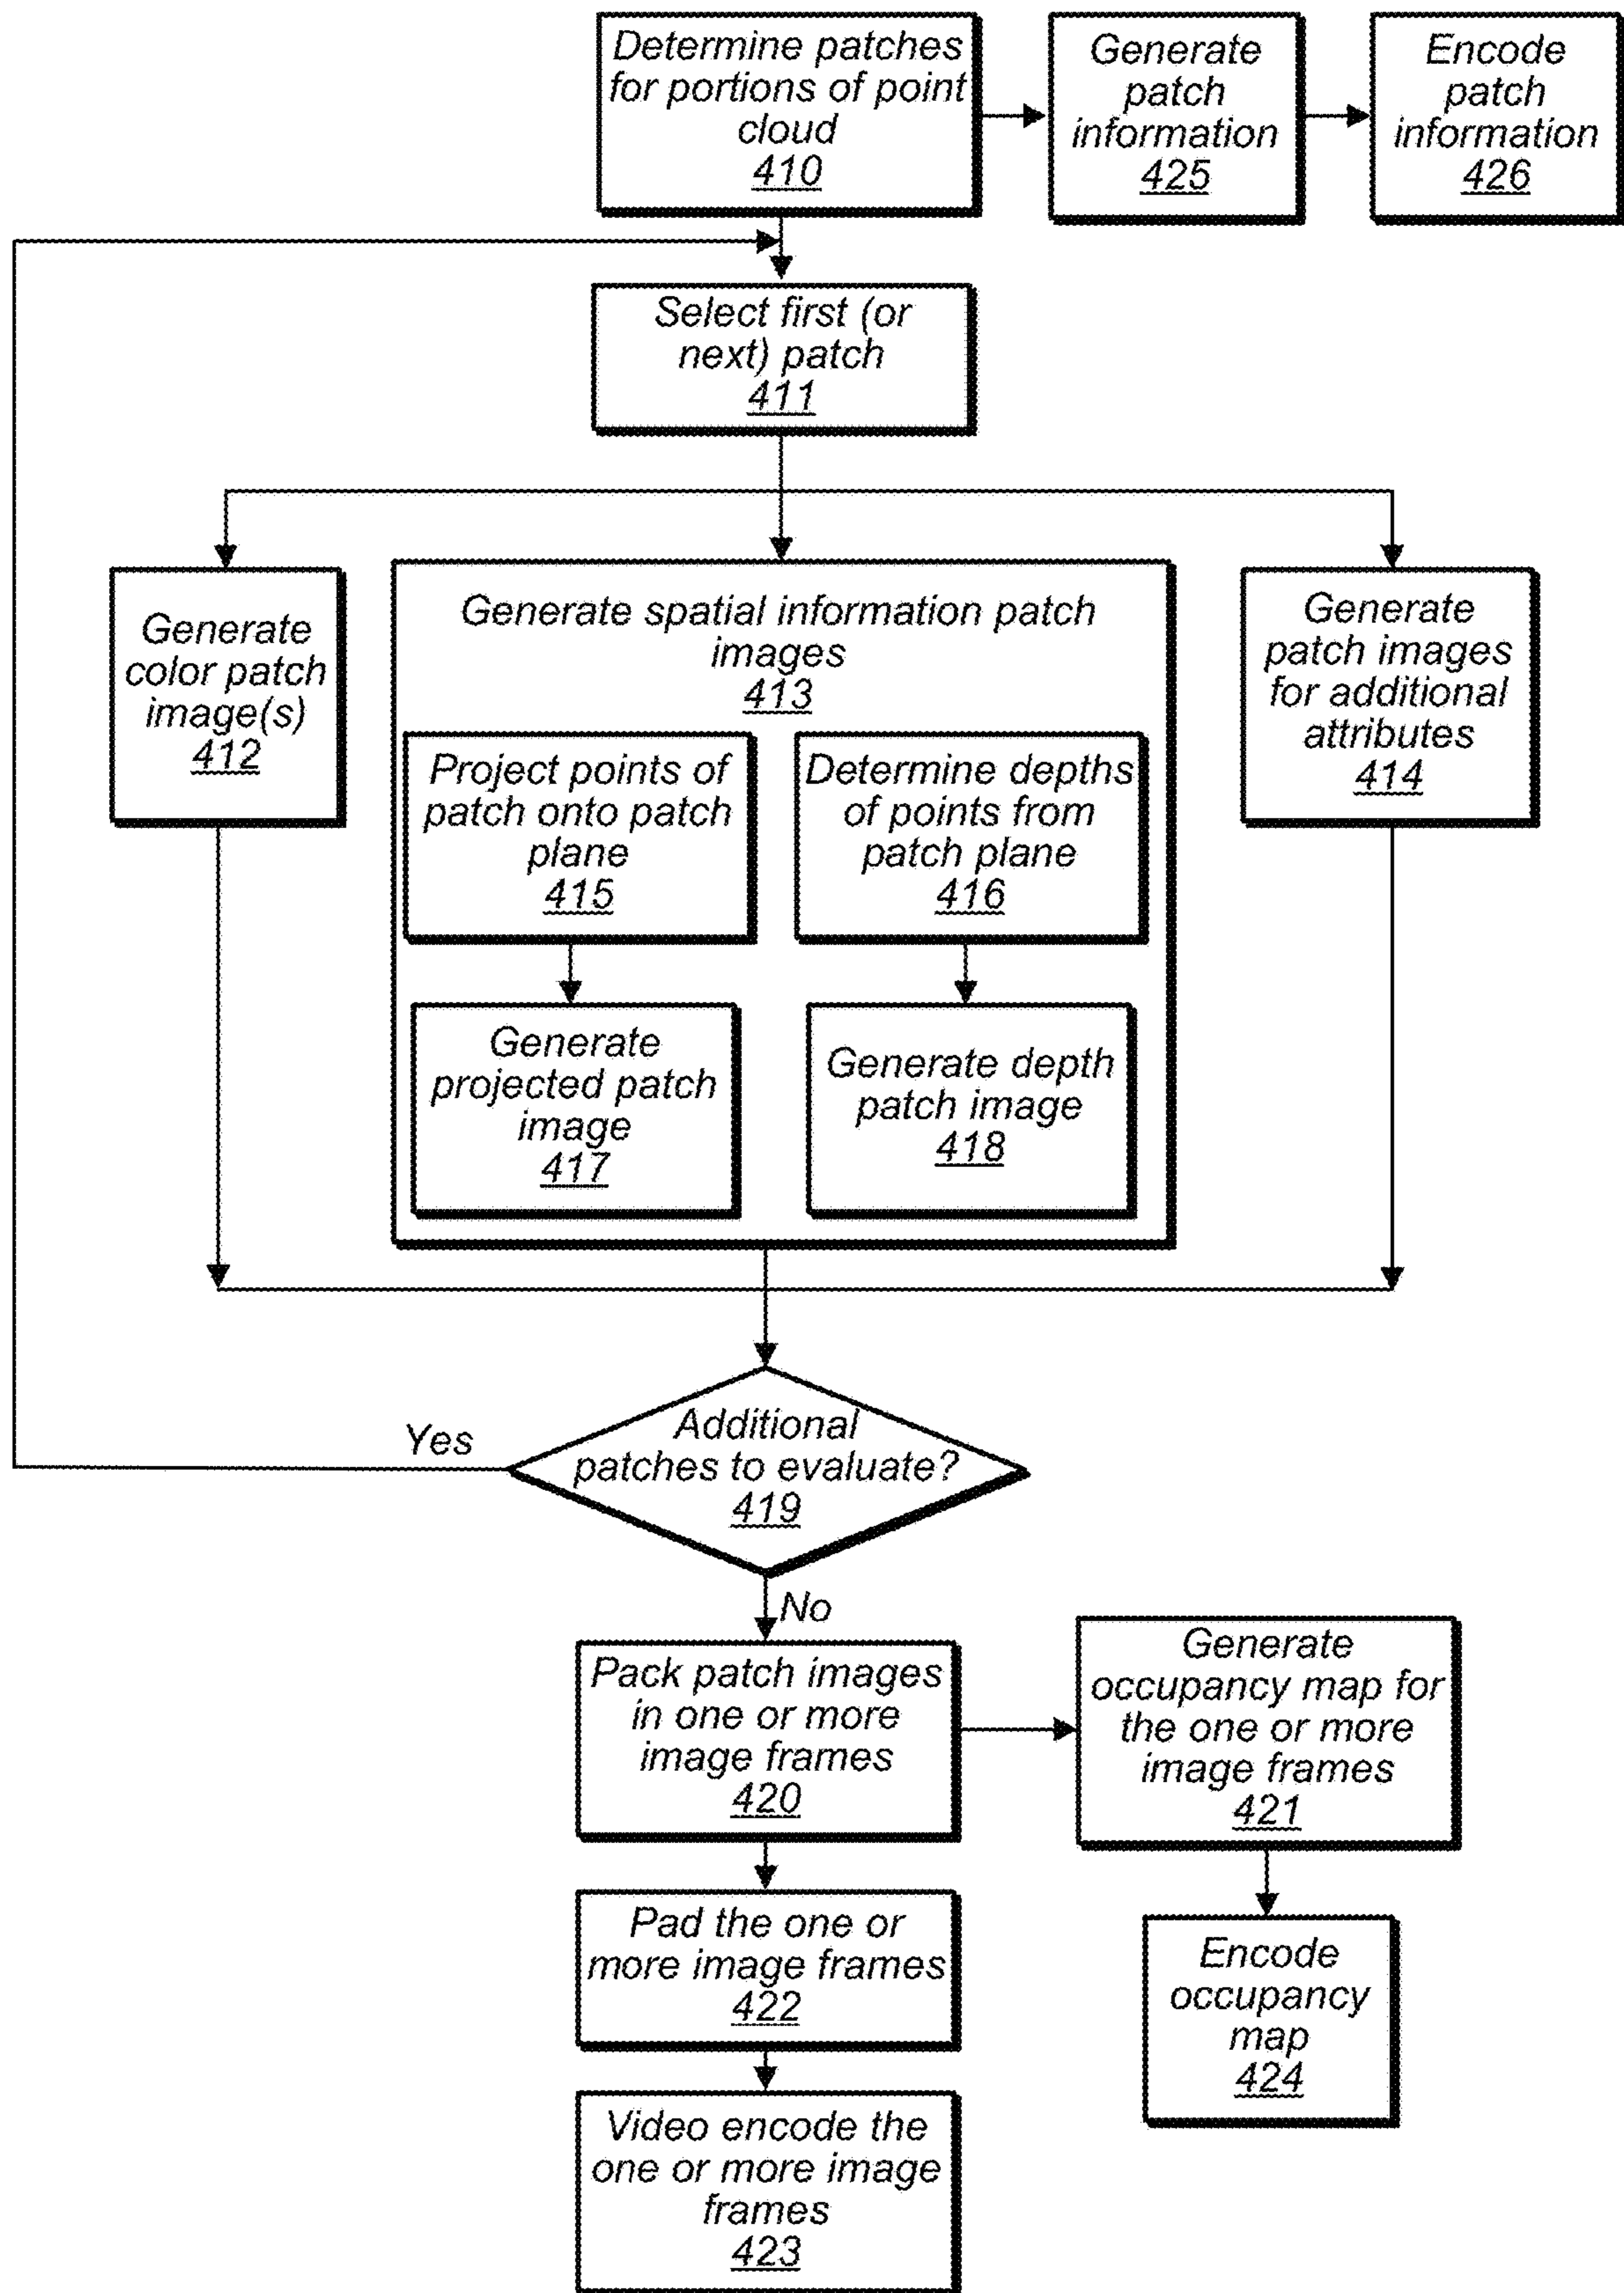 Determine patches
for portions of point
cloud
410
Generate
patch
information
425
Encode
patch
information
426
Select first (or
next) patch
411
Generate
color patch
image(s)
412
Generate spatial information patch
images
413
Project points of
patch onto patch
plane
415
Determine depths
of points from
patch plane
416
Generate
projected patch
image
417
Generate depth
patch image
418
Generate
patch images
for additional
attributes
414
Additional
patches to evaluate?
419
Yes
No
Pack patch images
in one or more
image frames
420
Generate
occupancy map for
the one or more
image frames
421
Pad the one or
more image frames
422
Encode
occupancy
map
424
Video encode the
one or more image
frames
423